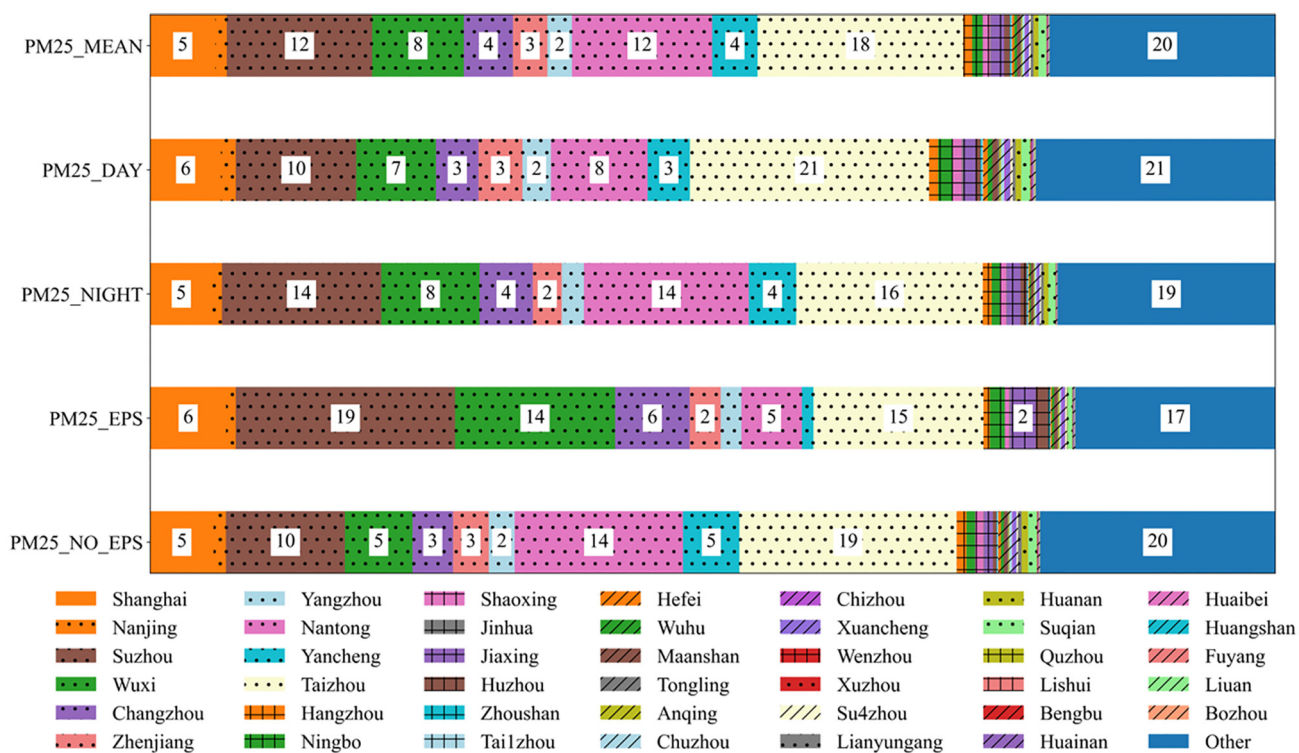 PM25_MEAN 5 12 8 4 3 2 12 4 18 20
PM25_DAY 6 10 7 3 3 2 8 3 21 21
PM25_NIGHT 5 14 8 4 2 14 4 16 19
PM25_EPS 6 19 14 6 2 5 15 2 17
PM25_NO_EPS 5 10 5 3 3 2 14 5 19 20
Shanghai Yangzhou Shaoxing Hefei Chizhou Huanan Huaibei
Nanjing Nantong Jinhua Wuhu Xuancheng Suqian Huangshan
Suzhou Yancheng Jiaxing Maanshan Wenzhou Quzhou Fuyang
Wuxi Taizhou Huzhou Tongling Xuzhou Lishui Liuan
Changzhou Hangzhou Zhoushan Anqing Su4zhou Bengbu Bozhou
Zhenjiang Ningbo Tai1zhou Chuzhou Lianyungang Huainan Other